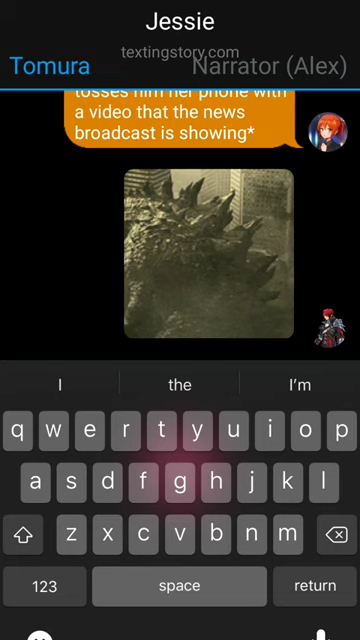 Jessie
textingstory.com
Tomura
Narrator (Alex)
tosses him her phone with
a video that the news
broadcast is showing*
I
the
I'm
q w e r t y u i o p
a s d f g h j k l
z x c v b n m
123
space
return